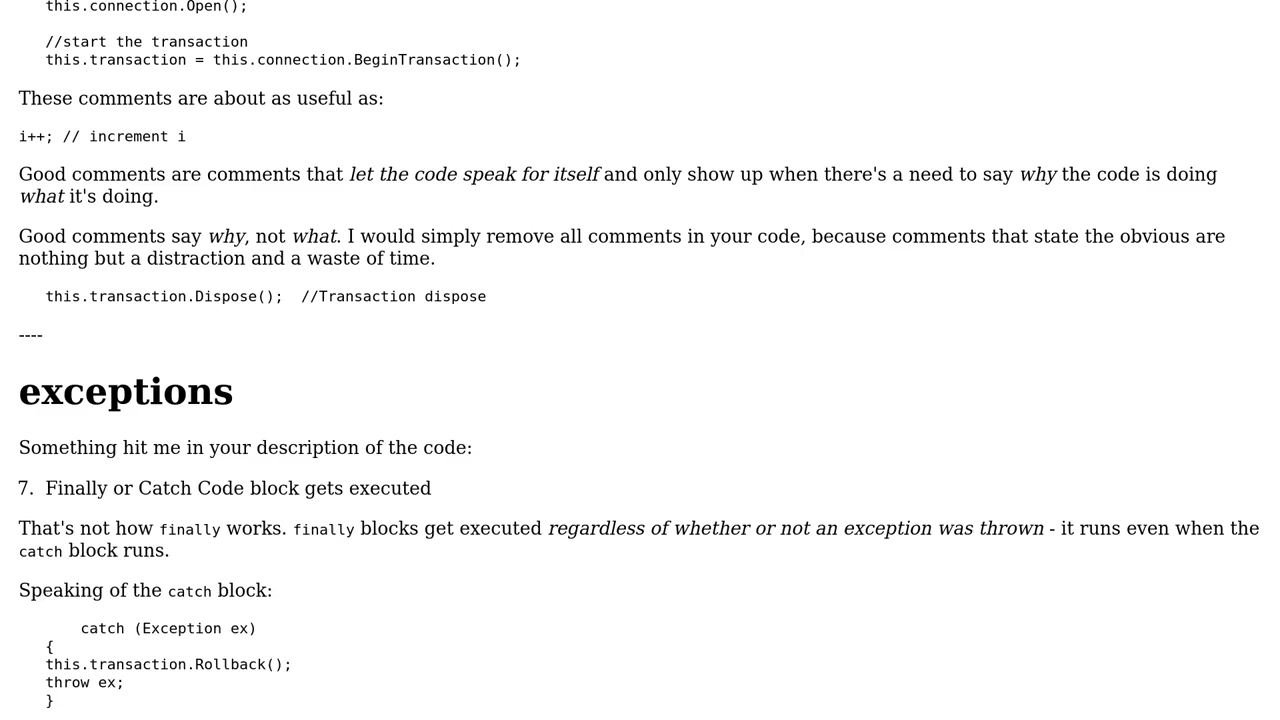 this.connection.Open();
//start the transaction
this.transaction = this.connection.BeginTransaction();
These comments are about as useful as:
i++; // increment i
Good comments are comments that let the code speak for itself and only show up when there's a need to say why the code is doing
what it's doing.
Good comments say why, not what. I would simply remove all comments in your code, because comments that state the obvious are
nothing but a distraction and a waste of time.
this.transaction.Dispose();  //Transaction dispose
----
exceptions
Something hit me in your description of the code:
7. Finally or Catch Code block gets executed
That's not how finally works. finally blocks get executed regardless of whether or not an exception was thrown - it runs even when the
catch block runs.
Speaking of the catch block:
catch (Exception ex)
{
this.transaction.Rollback();
throw ex;
}